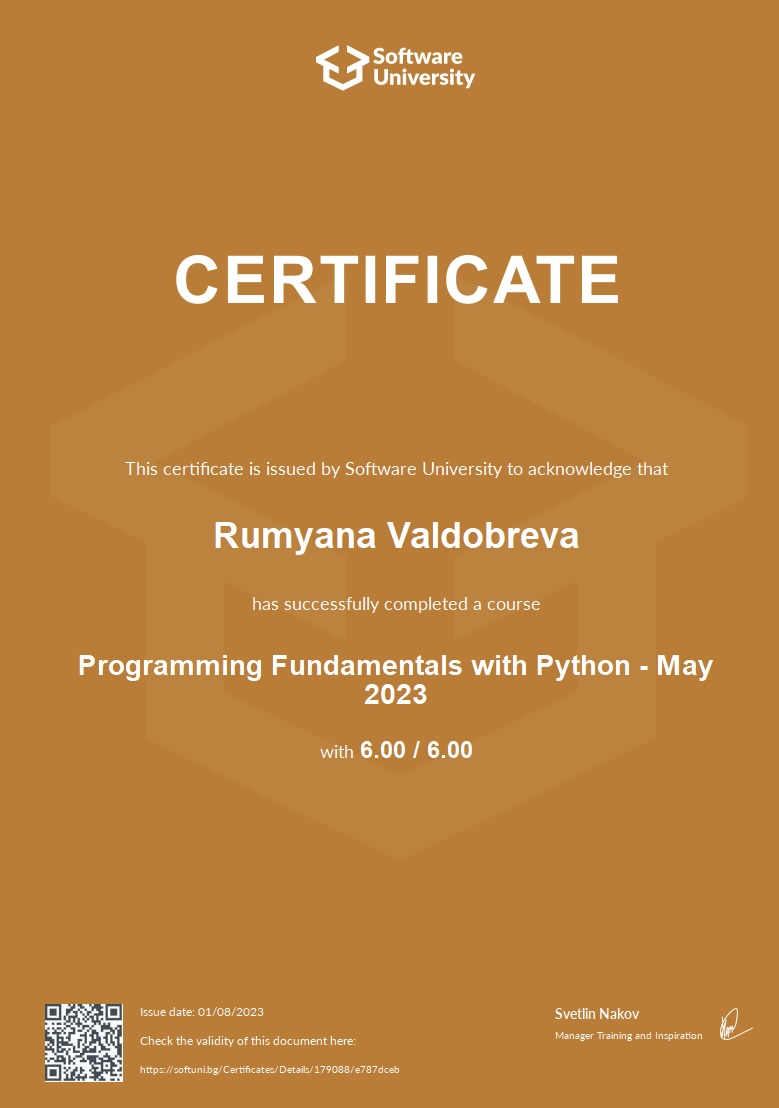 Software
University
CERTIFICATE
This certificate is issued by Software University to acknowledge that
Rumyana Valdobreva
has successfully completed a course
Programming Fundamentals with Python - May
2023
with 6.00 / 6.00
Issue date: 01/08/2023
Check the validity of this document here:
https://softuni.bg/Certificates/Details/179088/e787dceb
Svetlin Nakov
Manager Training and Inspiration